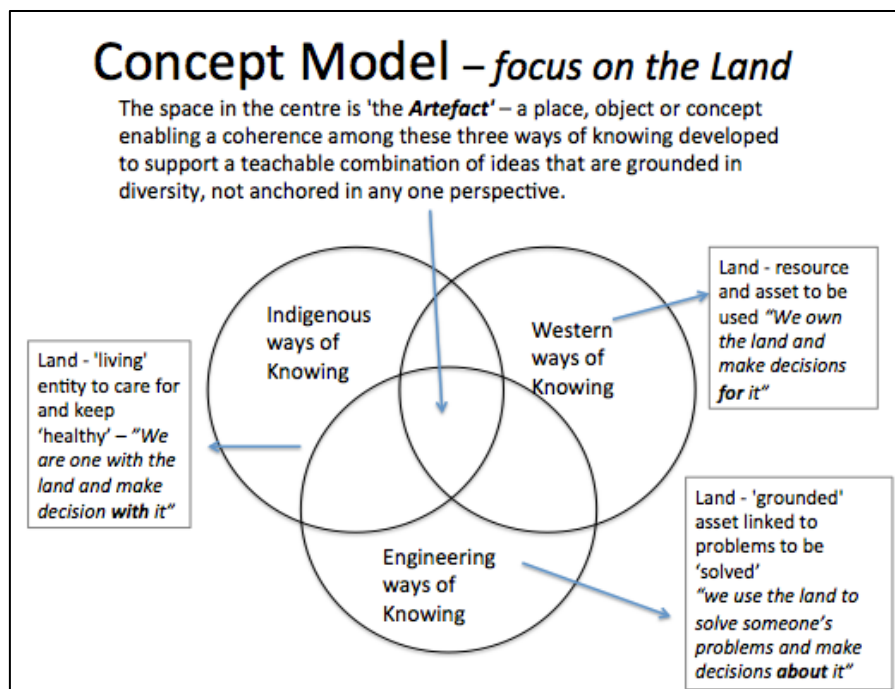 Concept Model – focus on the Land
The space in the centre is 'the Artefact' – a place, object or concept
enabling a coherence among these three ways of knowing developed
to support a teachable combination of ideas that are grounded in
diversity, not anchored in any one perspective.
Indigenous
ways of
Knowing
Western
ways of
Knowing
Land - resource
and asset to be
used "We own
the land and
make decisions
for it"
Land - 'living'
entity to care for
and keep
‘healthy’ – "We
are one with the
land and make
decision with it"
Engineering
ways of
Knowing
Land - 'grounded'
asset linked to
problems to be
‘solved’
"we use the land to
solve someone's
problems and make
decisions about it"